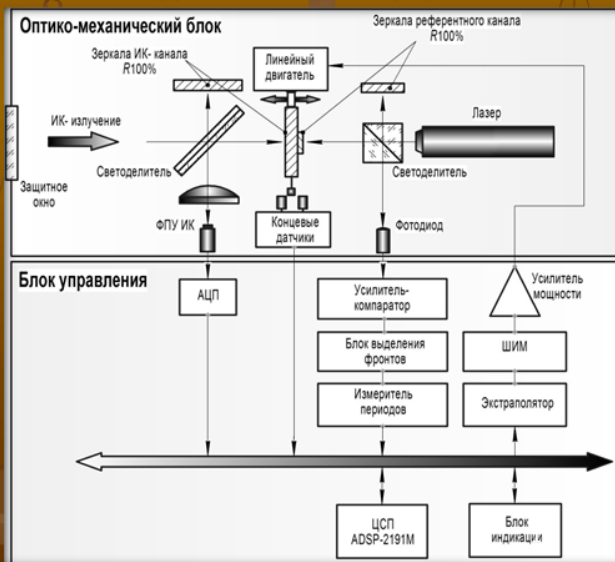 Оптико-механический блок
Зеркала ИК- канала
R100%
Линейный
двигатель
Зеркала референтного канала
R100%
ИК- излучение
Лазер
Светоделитель
Светоделитель
Защитное
окно
ФПУ ИК
Концевые
датчики
Фотодиод
Блок управления
АЦП
Усилитель-
компаратор
Усилитель
мощности
Блок выделения
фронтов
ШИМ
Измеритель
периодов
Экстраполятор
ЦСП
ADSP-2191M
Блок
индикации